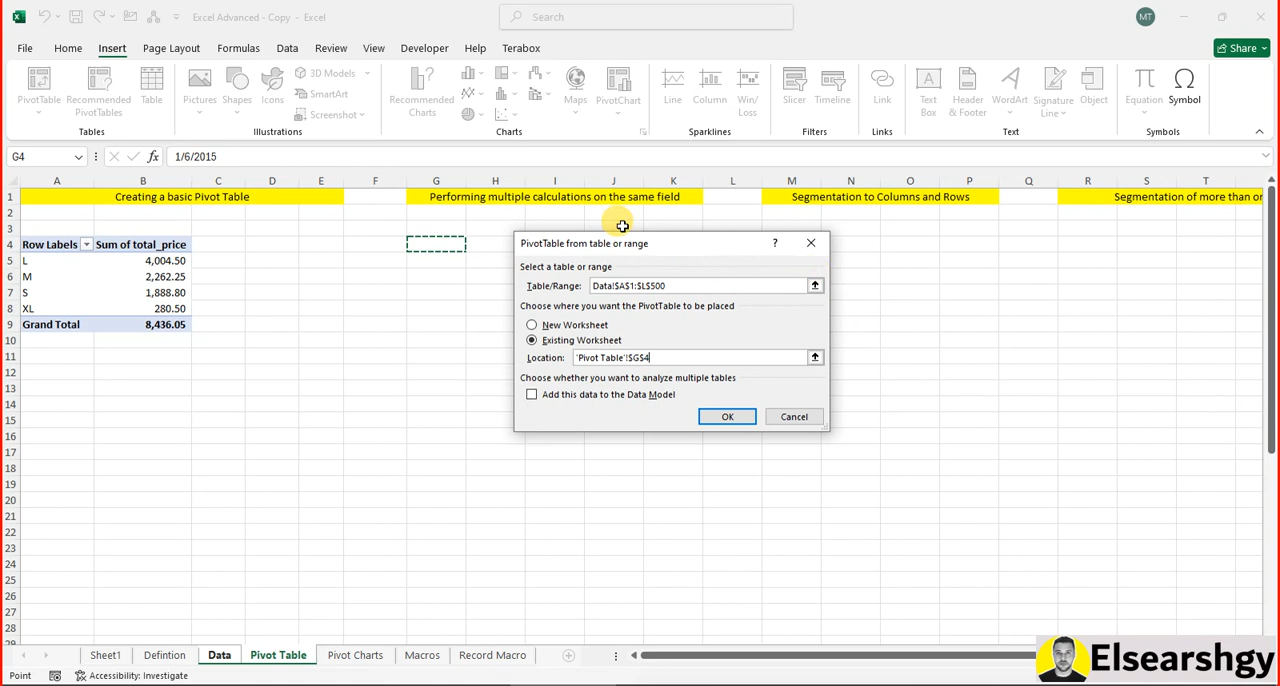 Excel Advanced - Copy - Excel
Search
MT
File Home Insert Page Layout Formulas Data Review View Developer Help Terabox
Share
PivotTable
Recommended PivotTables
Table
Pictures
Shapes
Icons
3D Models
SmartArt
Screenshot
Recommended Charts
Maps
PivotChart
Line
Column
Win/
Loss
Slicer
Timeline
Link
Text Box
Header & Footer
WordArt
Signature Line
Object
Equation
Symbol
Tables
Illustrations
Charts
Sparklines
Filters
Links
Text
Symbols
G4
fx
1/6/2015
A B C D E F G H I J K L M N O P Q R S T
1 Creating a basic Pivot Table Performing multiple calculations on the same field Segmentation to Columns and Rows Segmentation of more than or
2
3
4 Row Labels Sum of total_price
5 L 4,004.50
6 M 2,262.25
7 S 1,888.80
8 XL 280.50
9 Grand Total 8,436.05
10
11
12
13
14
15
16
17
18
19
20
21
22
23
24
25
26
27
28
29
PivotTable from table or range
?
Select a table or range
Table/Range: Data!$A$1:$L$500
Choose where you want the PivotTable to be placed
New Worksheet
Existing Worksheet
Location: 'Pivot Table'!$G$4
Choose whether you want to analyze multiple tables
Add this data to the Data Model
OK Cancel
Sheet1 Defintion Data Pivot Table Pivot Charts Macros Record Macro
Point
Accessibility: Investigate
Elsearshgy